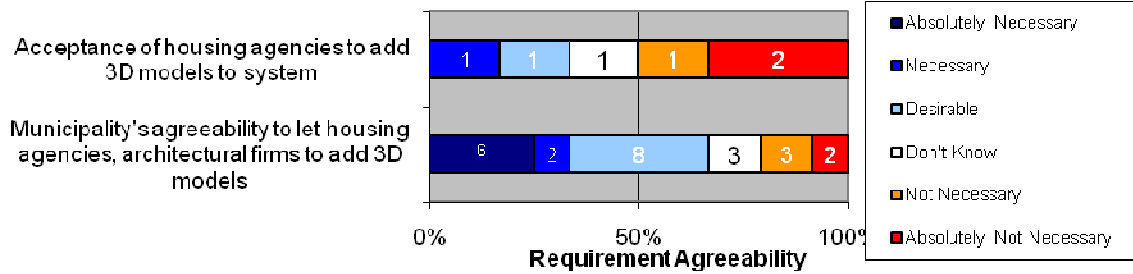 Acceptance of housing agencies to add
3D models to system
1 1 1 1 2
Municipality'sagreeability to let housing
agencies, architectural firms to add 3D
models
6 2 8 3 3 2
0% 50% 100%
Requirement Agreeability
Absolutely Necessary
Necessary
Desirable
Don't Know
Not Necessary
Absolutely Not Necessary